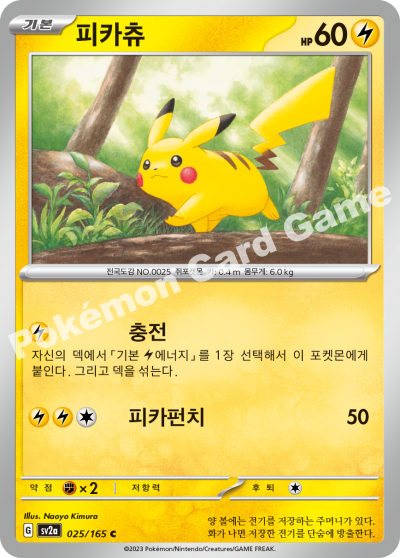 기본 피카츄 HP60
전국도감 NO.0025 쥐포켓몬 키: 0.4m 몸무게: 6.0kg
충전
자신의 덱에서 「기본 에너지」를 1장 선택해서 이 포켓몬에게
붙인다. 그리고 덱을 섞는다.
피카펀치 50
약점 ×2 저항력 후퇴
Illus. Naoyo Kimura
G sv2a 025/165 C
양 볼에는 전기를 저장하는 주머니가 있다.
화가 나면 저장한 전기를 단숨에 방출한다.
©2023 Pokémon/Nintendo/Creatures/GAME FREAK.
Pokémon Card Game